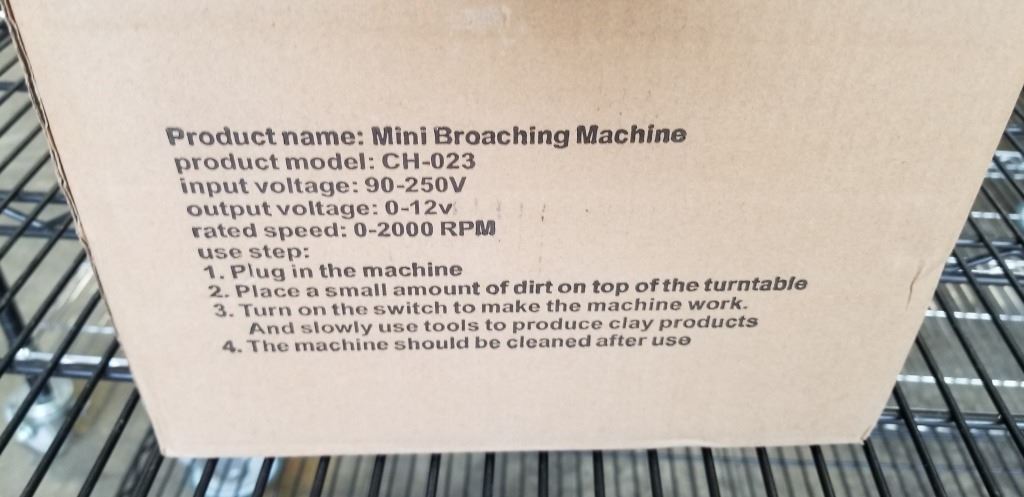 Product name: Mini Broaching Machine
product model: CH-023
input voltage: 90-250V
output voltage: 0-12v
rated speed: 0-2000 RPM
use step:
1. Plug in the machine
2. Place a small amount of dirt on top of the turntable
3. Turn on the switch to make the machine work.
And slowly use tools to produce clay products
4. The machine should be cleaned after use